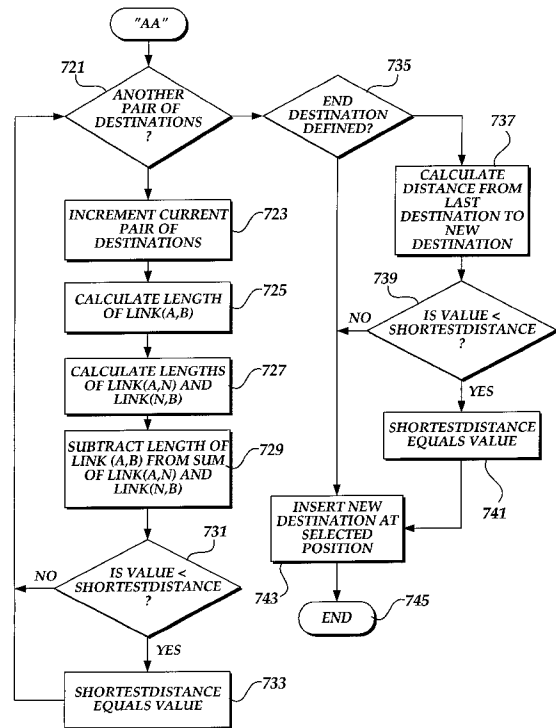 "AA"
721
ANOTHER
PAIR OF
DESTINATIONS
?
735
END
DESTINATION
DEFINED?
737
CALCULATE
DISTANCE FROM
LAST
DESTINATION TO
NEW
DESTINATION
INCREMENT CURRENT
PAIR OF
DESTINATIONS
723
CALCULATE LENGTH
OF LINK(A,B)
725
739
NO
IS VALUE <
SHORTESTDISTANCE
?
YES
CALCULATE LENGTHS
OF LINK(A,N) AND
LINK(N,B)
727
SUBTRACT LENGTH OF
LINK (A,B) FROM SUM
OF LINK(A,N) AND
LINK(N,B)
729
SHORTESTDISTANCE
EQUALS VALUE
741
INSERT NEW
DESTINATION AT
SELECTED
POSITION
743
731
NO
IS VALUE <
SHORTESTDISTANCE
?
YES
END
745
SHORTESTDISTANCE
EQUALS VALUE
733